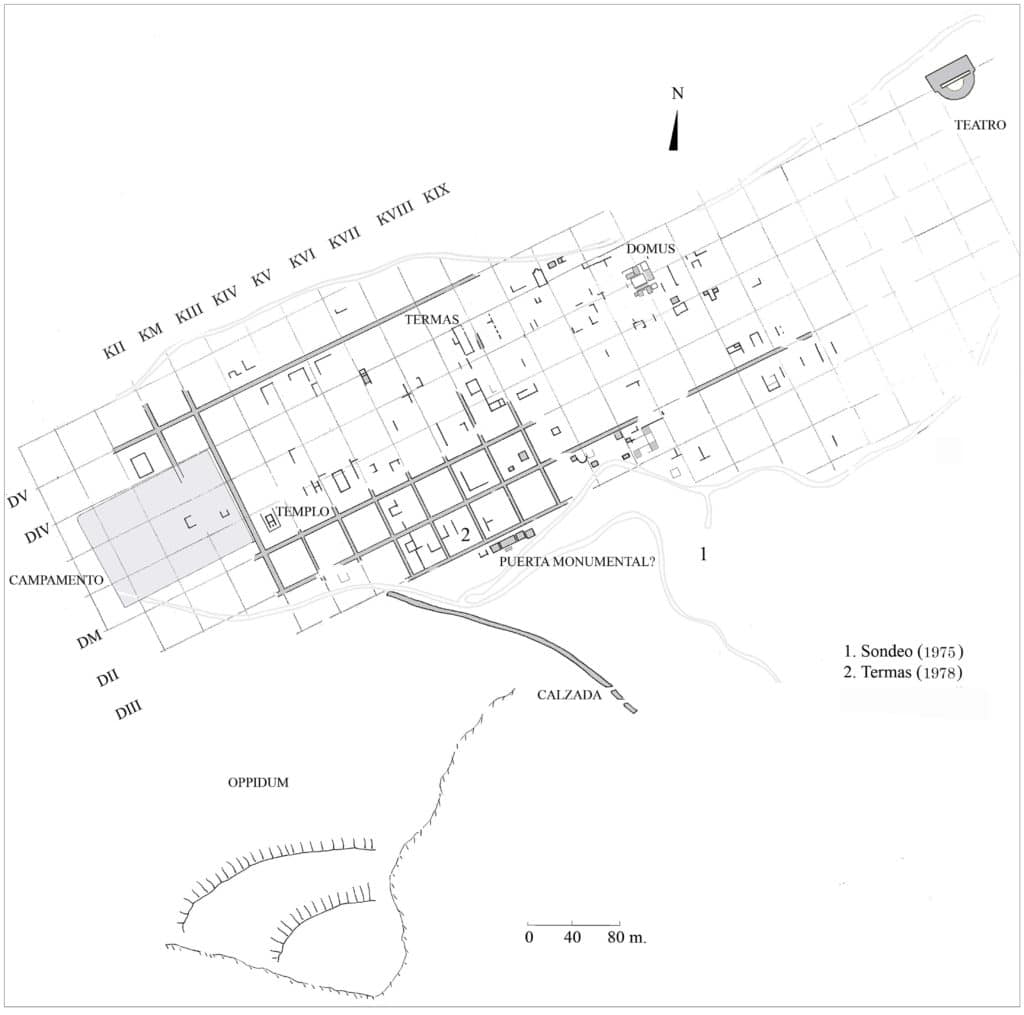 N
TEATRO
KII KM KIII KIV KV KVI KVII KVIII KIX
DOMUS
TERMAS
DV
DIV
TEMPLO
2
PUERTA MONUMENTAL?
1
CAMPAMENTO
DM
1. Sondeo (1975)
2. Termas (1978)
DII
CALZADA
DIII
OPPIDUM
0 40 80 m.